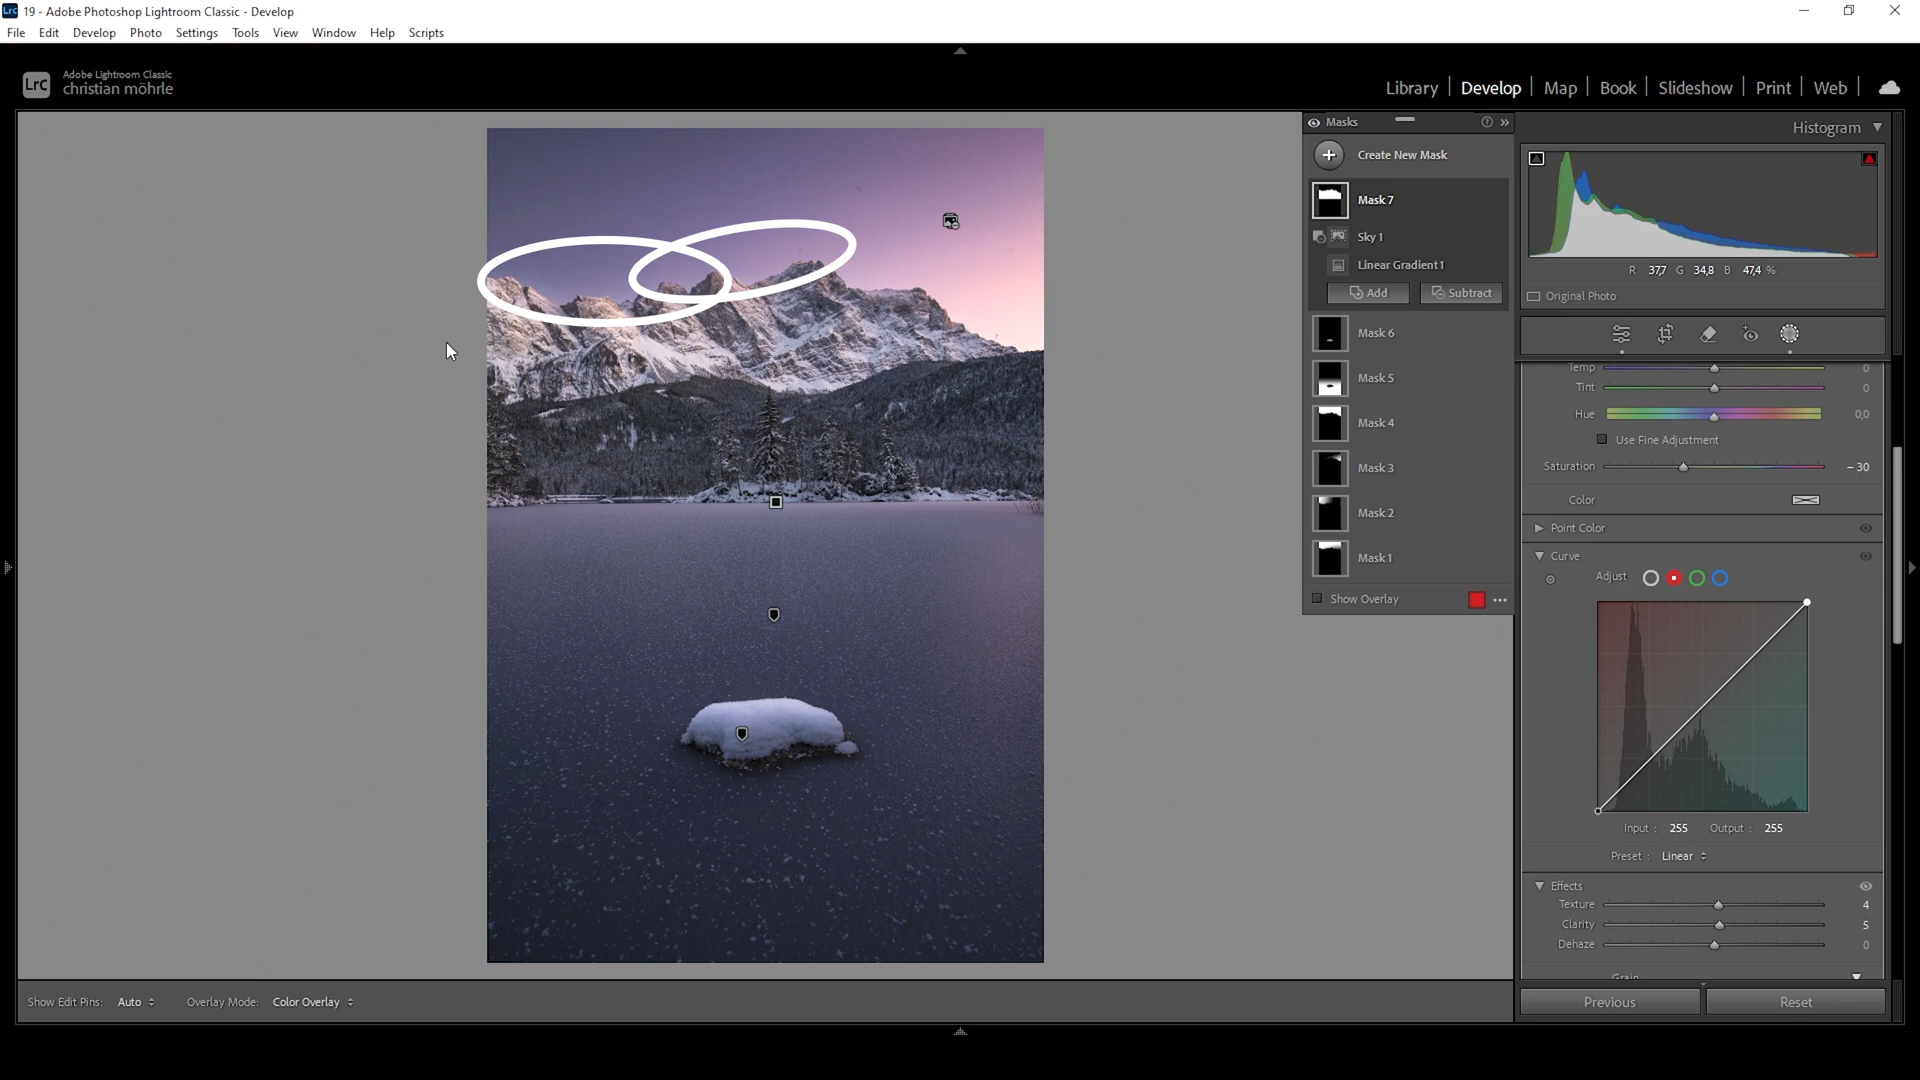 19 - Adobe Photoshop Lightroom Classic - Develop
File Edit Develop Photo Settings Tools View Window Help Scripts
LrC
Adobe Lightroom Classic
christian möhrle
Library Develop Map Book Slideshow Print Web
Masks
Create New Mask
Mask 7
Sky 1
Linear Gradient 1
Add Subtract
Mask 6
Mask 5
Mask 4
Mask 3
Mask 2
Mask 1
Show Overlay
Histogram
R 37,7 G 34,8 B 47,4 %
Original Photo
Temp 0
Tint 0
Hue 0,0
Use Fine Adjustment
Saturation – 30
Color
Point Color
Curve
Adjust
Input : 255 Output : 255
Preset : Linear
Effects
Texture 4
Clarity 5
Dehaze 0
Grain
Previous Reset
Show Edit Pins: Auto Overlay Mode: Color Overlay